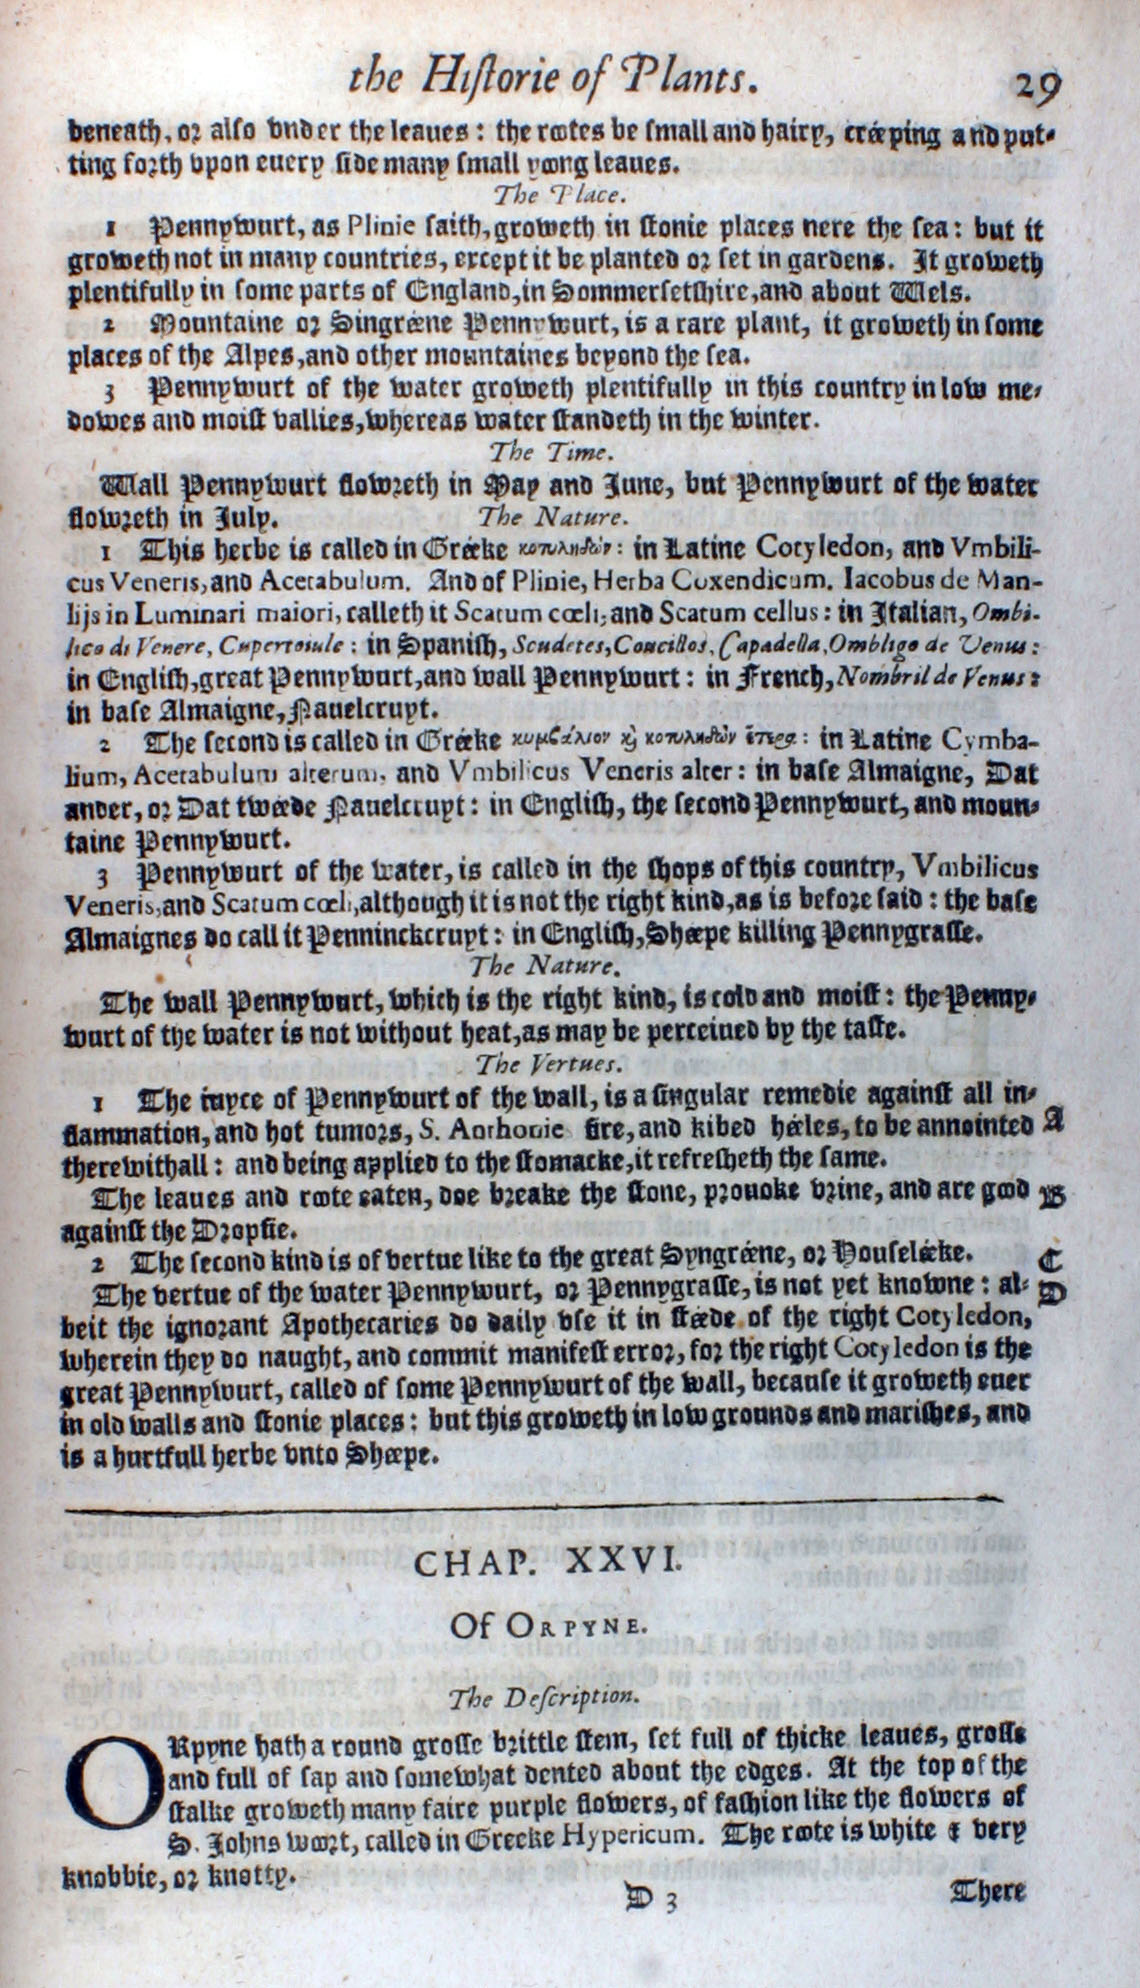 the Historie of Plants. 29
beneath, or also vnder the leaues: the rootes be small and hairy, creeping and put-
ting forth vpon euery side many small yoong leaues.
The Place.
1 Pennywurt, as Plinie saith, groweth in stonie places nere the sea: but it
groweth not in many countries, except it be planted or set in gardens. It groweth
plentifully in some parts of England, in Sommersetshire, and about Wels.
2 Mountaine or Singreene Pennywurt, is a rare plant, it groweth in some
places of the Alpes, and other mountaines beyond the sea.
3 Pennywurt of the water groweth plentifully in this country in low me-
dowes and moist vallies, whereas water standeth in the winter.
The Time.
Wall Pennywurt flowreth in May and June, but Pennywurt of the water
flowreth in July. The Nature.
1 This herbe is called in Greeke κοτυληδών: in Latine Cotyledon, and Vmbili-
cus Veneris, and Acetabulum. And of Plinie, Herba Coxendicum. Iacobus de Man-
lijs in Luminari maiori, calleth it Scatum cœli, and Scatum cellus: in Italian, Ombi-
lico di Venere, Cupertoiule: in Spanish, Scudetes, Coucillos, Capadella, Ombligo de Venus:
in English, great Pennywurt, and wall Pennywurt: in French, Nombril de Venus:
in base Almaigne, Nauelcruyt.
2 The second is called in Greeke κυμβάλιον κὴ κοτυληδών ἕτερα: in Latine Cymba-
lium, Acetabulum alterum, and Vmbilicus Veneris alter: in base Almaigne, Dat
ander, or Dat tweede Nauelcruyt: in English, the second Pennywurt, and moun-
taine Pennywurt.
3 Pennywurt of the water, is called in the shops of this country, Vmbilicus
Veneris, and Scatum cœli, although it is not the right kind, as is before said: the base
Almaignes do call it Penninckcruyt: in English, Sheepe killing Pennygrasse.
The Nature.
The wall Pennywurt, which is the right kind, is cold and moist: the Penny-
wurt of the water is not without heat, as may be perceiued by the taste.
The Vertues.
1 The iuyce of Pennywurt of the wall, is a singular remedie against all in-
flammation, and hot tumors, S. Anthonie fire, and kibed heeles, to be annointed A
therewithall: and being applied to the stomacke, it refresheth the same.
The leaues and roote eaten, doe breake the stone, prouoke vrine, and are good B
against the Dropsie.
2 The second kind is of vertue like to the great Syngreene, or Houseleeke. C
The vertue of the water Pennywurt, or Pennygrasse, is not yet knowne: al- D
beit the ignorant Apothecaries do daily vse it in steede of the right Cotyledon,
wherein they do naught, and commit manifest error, for the right Cotyledon is the
great Pennywurt, called of some Pennywurt of the wall, because it groweth euer
in old walls and stonie places: but this groweth in low grounds and marishes, and
is a hurtfull herbe vnto Sheepe.
CHAP. XXVI.
Of ORPYNE.
The Description.
ORpyne hath a round grosse brittle stem, set full of thicke leaues, grosse
and full of sap and somewhat dented about the edges. At the top of the
stalke groweth many faire purple flowers, of fashion like the flowers of
S. Johns woort, called in Greeke Hypericum. The roote is white & very
knobbie, or knotty.
D 3 There